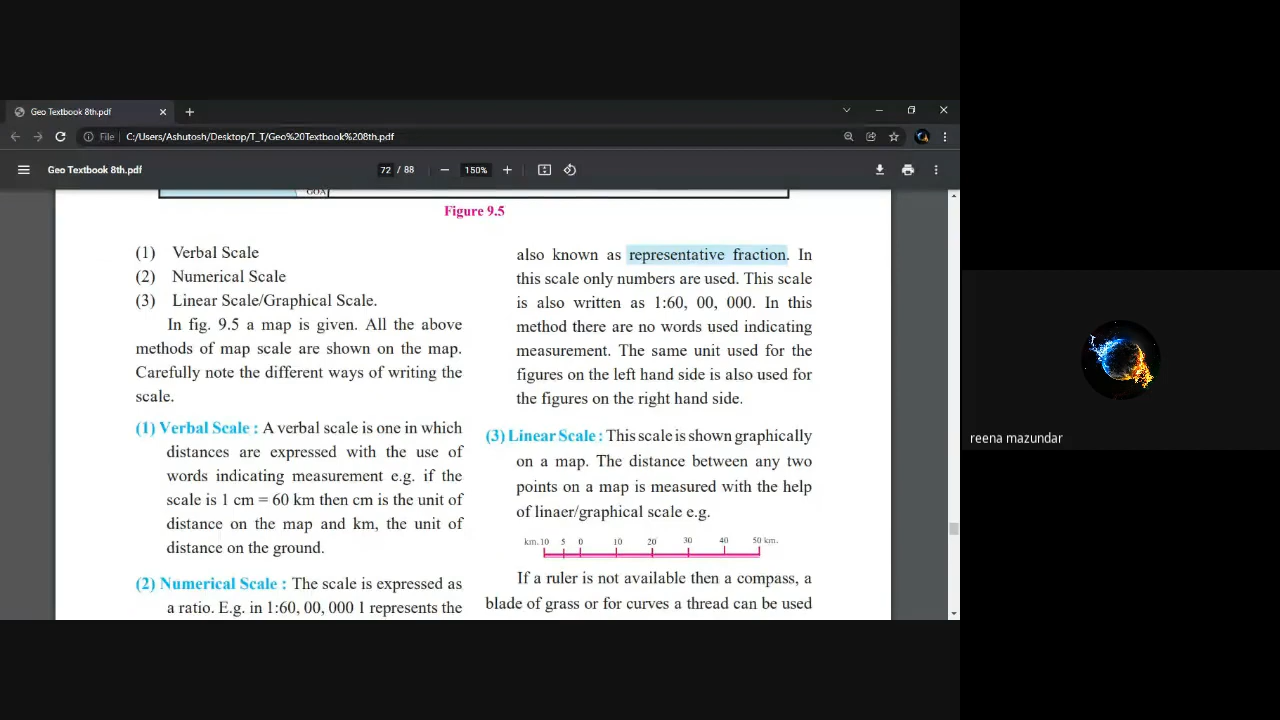 Geo Textbook 8th.pdf
File C:/Users/Ashutosh/Desktop/T_T/Geo%20Textbook%208th.pdf
Geo Textbook 8th.pdf
72 / 88
150%
GOA
Figure 9.5
(1) Verbal Scale
(2) Numerical Scale
(3) Linear Scale/Graphical Scale.
In fig. 9.5 a map is given. All the above
methods of map scale are shown on the map.
Carefully note the different ways of writing the
scale.
(1) Verbal Scale : A verbal scale is one in which
distances are expressed with the use of
words indicating measurement e.g. if the
scale is 1 cm = 60 km then cm is the unit of
distance on the map and km, the unit of
distance on the ground.
(2) Numerical Scale : The scale is expressed as
a ratio. E.g. in 1:60, 00, 000 1 represents the
also known as representative fraction. In
this scale only numbers are used. This scale
is also written as 1:60, 00, 000. In this
method there are no words used indicating
measurement. The same unit used for the
figures on the left hand side is also used for
the figures on the right hand side.
(3) Linear Scale : This scale is shown graphically
on a map. The distance between any two
points on a map is measured with the help
of linaer/graphical scale e.g.
km. 10 5 0 10 20 30 40 50 km.
If a ruler is not available then a compass, a
blade of grass or for curves a thread can be used
reena mazundar